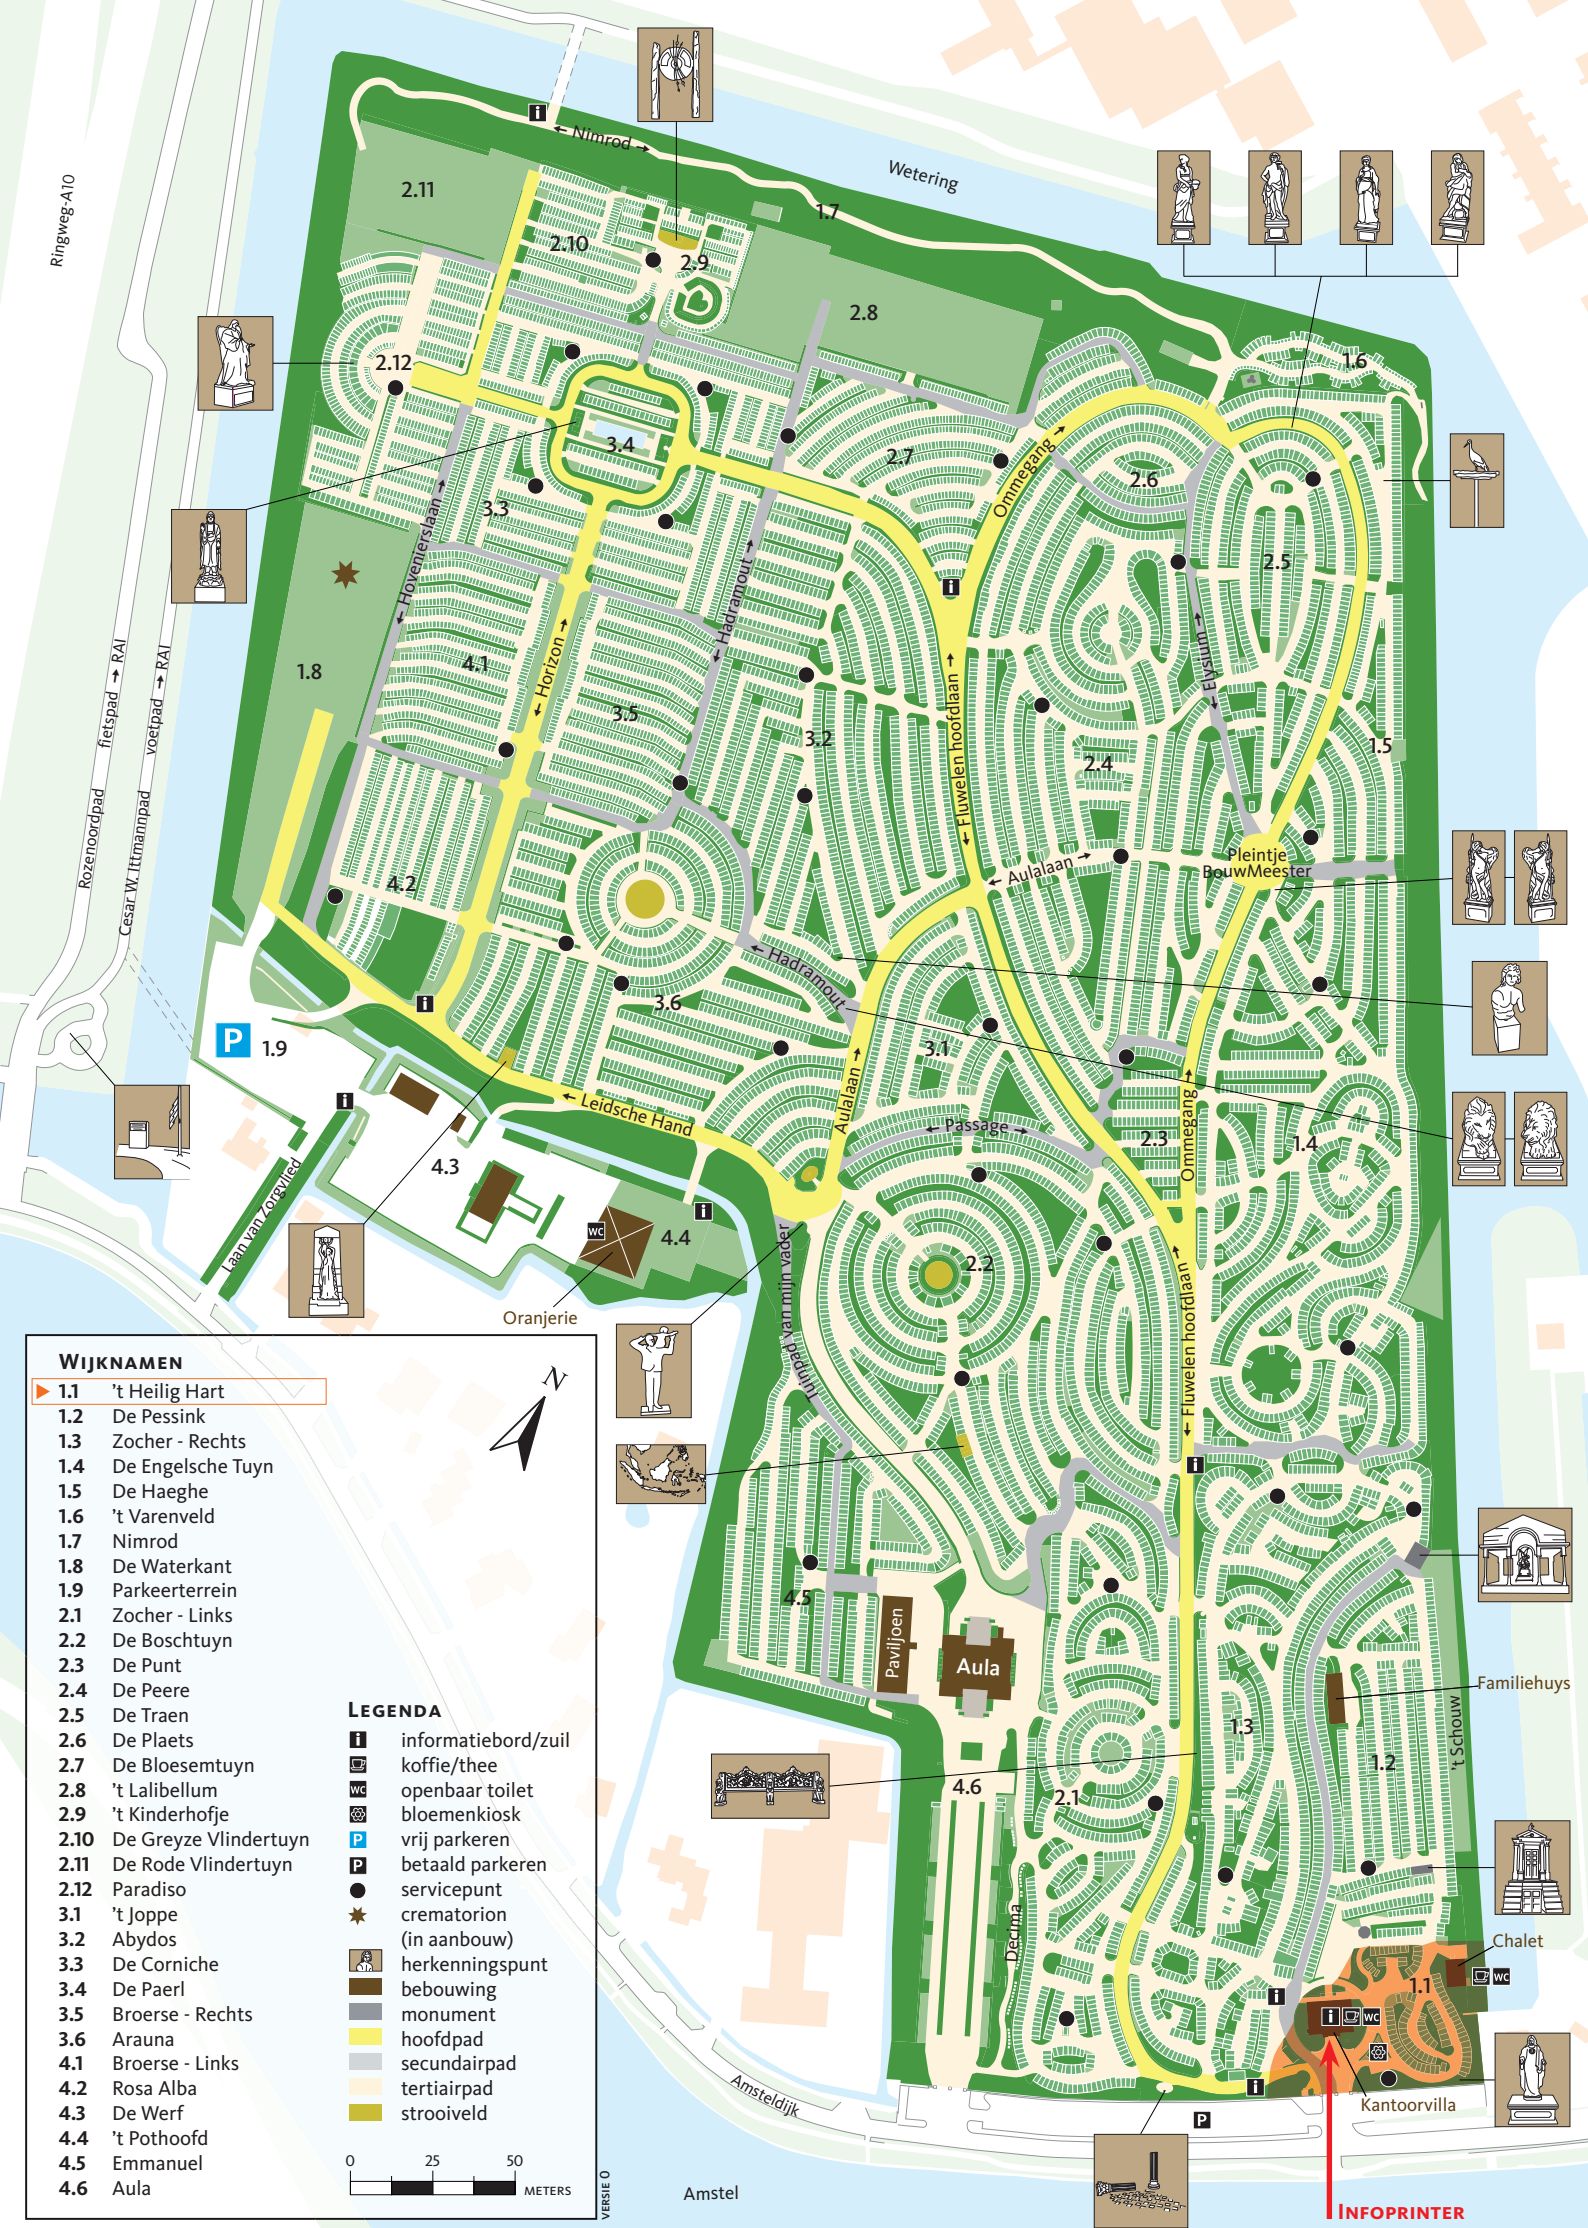 Nimrod
Wetering
1.7
Ringweg-A10
2.11
2.10
2.9
2.8
1.6
2.12
3.4
2.7
Ommegang
2.6
3.3
Hovenierslaan
Hadramout
2.5
Elysium
1.8
4.1
Horizon
3.5
3.2
Fluwelen hoofdlaan
2.4
1.5
fietspad → RAI
voetpad → RAI
Rozenoordpad
Cesar W. Ittmannpad
4.2
Aulalaan
Pleintje
BouwMeester
Hadramout
3.6
P
1.9
3.1
Aulalaan
Leidsche Hand
Passage
2.3
Ommegang
1.4
4.3
Laan van Zorgvlied
WC
4.4
Oranjerie
Tuinpad van mijn vader
2.2
Fluwelen hoofdlaan
4.5
Paviljoen
Aula
1.3
Familiehuys
't Schouw
1.2
4.6
2.1
Decima
Chalet
WC
1.1
WC
Kantoorvilla
P
Amsteldijk
Amstel
INFOPRINTER
WIJKNAMEN
1.1 't Heilig Hart
1.2 De Pessink
1.3 Zocher - Rechts
1.4 De Engelsche Tuyn
1.5 De Haeghe
1.6 't Varenveld
1.7 Nimrod
1.8 De Waterkant
1.9 Parkeerterrein
2.1 Zocher - Links
2.2 De Boschtuyn
2.3 De Punt
2.4 De Peere
2.5 De Traen
2.6 De Plaets
2.7 De Bloesemtuyn
2.8 't Lalibellum
2.9 't Kinderhofje
2.10 De Greyze Vlindertuyn
2.11 De Rode Vlindertuyn
2.12 Paradiso
3.1 't Joppe
3.2 Abydos
3.3 De Corniche
3.4 De Paerl
3.5 Broerse - Rechts
3.6 Arauna
4.1 Broerse - Links
4.2 Rosa Alba
4.3 De Werf
4.4 't Pothoofd
4.5 Emmanuel
4.6 Aula
N
LEGENDA
i informatiebord/zuil
koffie/thee
WC openbaar toilet
bloemenkiosk
P vrij parkeren
P betaald parkeren
servicepunt
crematorion
(in aanbouw)
herkenningspunt
bebouwing
monument
hoofdpad
secundairpad
tertiairpad
strooiveld
0 25 50
METERS
VERSIE O